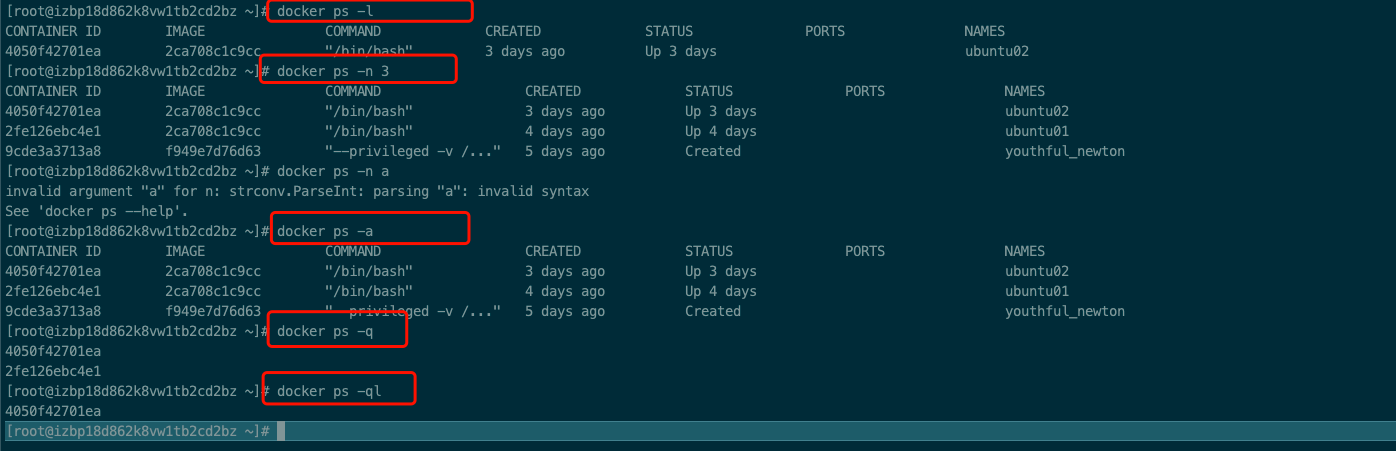 [root@izbp18d862k8vw1tb2cd2bz ~]# docker ps -l
CONTAINER ID        IMAGE               COMMAND             CREATED             STATUS              PORTS               NAMES
4050f42701ea        2ca708c1c9cc        "/bin/bash"         3 days ago          Up 3 days                               ubuntu02
[root@izbp18d862k8vw1tb2cd2bz ~]# docker ps -n 3
CONTAINER ID        IMAGE               COMMAND                  CREATED             STATUS              PORTS               NAMES
4050f42701ea        2ca708c1c9cc        "/bin/bash"              3 days ago          Up 3 days                               ubuntu02
2fe126ebc4e1        2ca708c1c9cc        "/bin/bash"              4 days ago          Up 4 days                               ubuntu01
9cde3a3713a8        f949e7d76d63        "--privileged -v /..."   5 days ago          Created                                 youthful_newton
[root@izbp18d862k8vw1tb2cd2bz ~]# docker ps -n a
invalid argument "a" for n: strconv.ParseInt: parsing "a": invalid syntax
See 'docker ps --help'.
[root@izbp18d862k8vw1tb2cd2bz ~]# docker ps -a
CONTAINER ID        IMAGE               COMMAND                  CREATED             STATUS              PORTS               NAMES
4050f42701ea        2ca708c1c9cc        "/bin/bash"              3 days ago          Up 3 days                               ubuntu02
2fe126ebc4e1        2ca708c1c9cc        "/bin/bash"              4 days ago          Up 4 days                               ubuntu01
9cde3a3713a8        f949e7d76d63        "--privileged -v /..."   5 days ago          Created                                 youthful_newton
[root@izbp18d862k8vw1tb2cd2bz ~]# docker ps -q
4050f42701ea
2fe126ebc4e1
[root@izbp18d862k8vw1tb2cd2bz ~]# docker ps -ql
4050f42701ea
[root@izbp18d862k8vw1tb2cd2bz ~]#